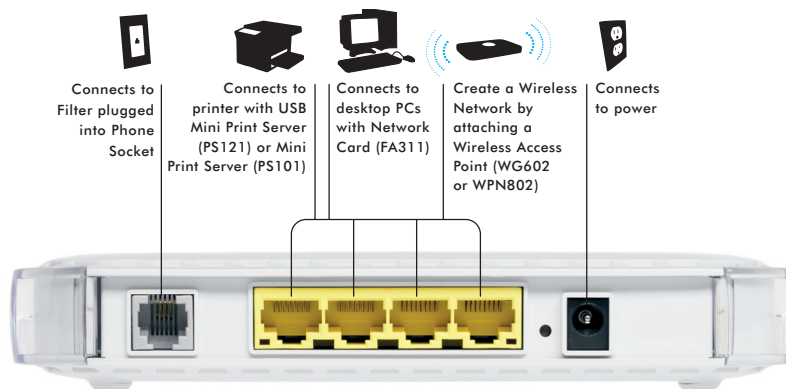 Connects to
Filter plugged
into Phone
Socket
Connects to
printer with USB
Mini Print Server
(PS121) or Mini
Print Server (PS101)
Connects to
desktop PCs
with Network
Card (FA311)
Create a Wireless
Network by
attaching a
Wireless Access
Point (WG602
or WPN802)
Connects
to power